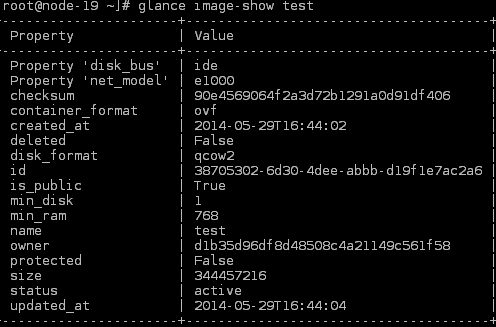 root@node-19 ~]# glance image-show test
-----------------------+--------------------------------------+
Property | Value |
-----------------------+--------------------------------------+
Property 'disk_bus' | ide |
Property 'net_model' | e1000 |
checksum | 90e4569064f2a3d72b1291a0d91df406 |
container_format | ovf |
created_at | 2014-05-29T16:44:02 |
deleted | False |
disk_format | qcow2 |
id | 38705302-6d30-4dee-abbb-d19f1e7ac2a6 |
is_public | True |
min_disk | 1 |
min_ram | 768 |
name | test |
owner | d1b35d96df8d48508c4a21149c561f58 |
protected | False |
size | 344457216 |
status | active |
updated_at | 2014-05-29T16:44:04 |
-----------------------+--------------------------------------+